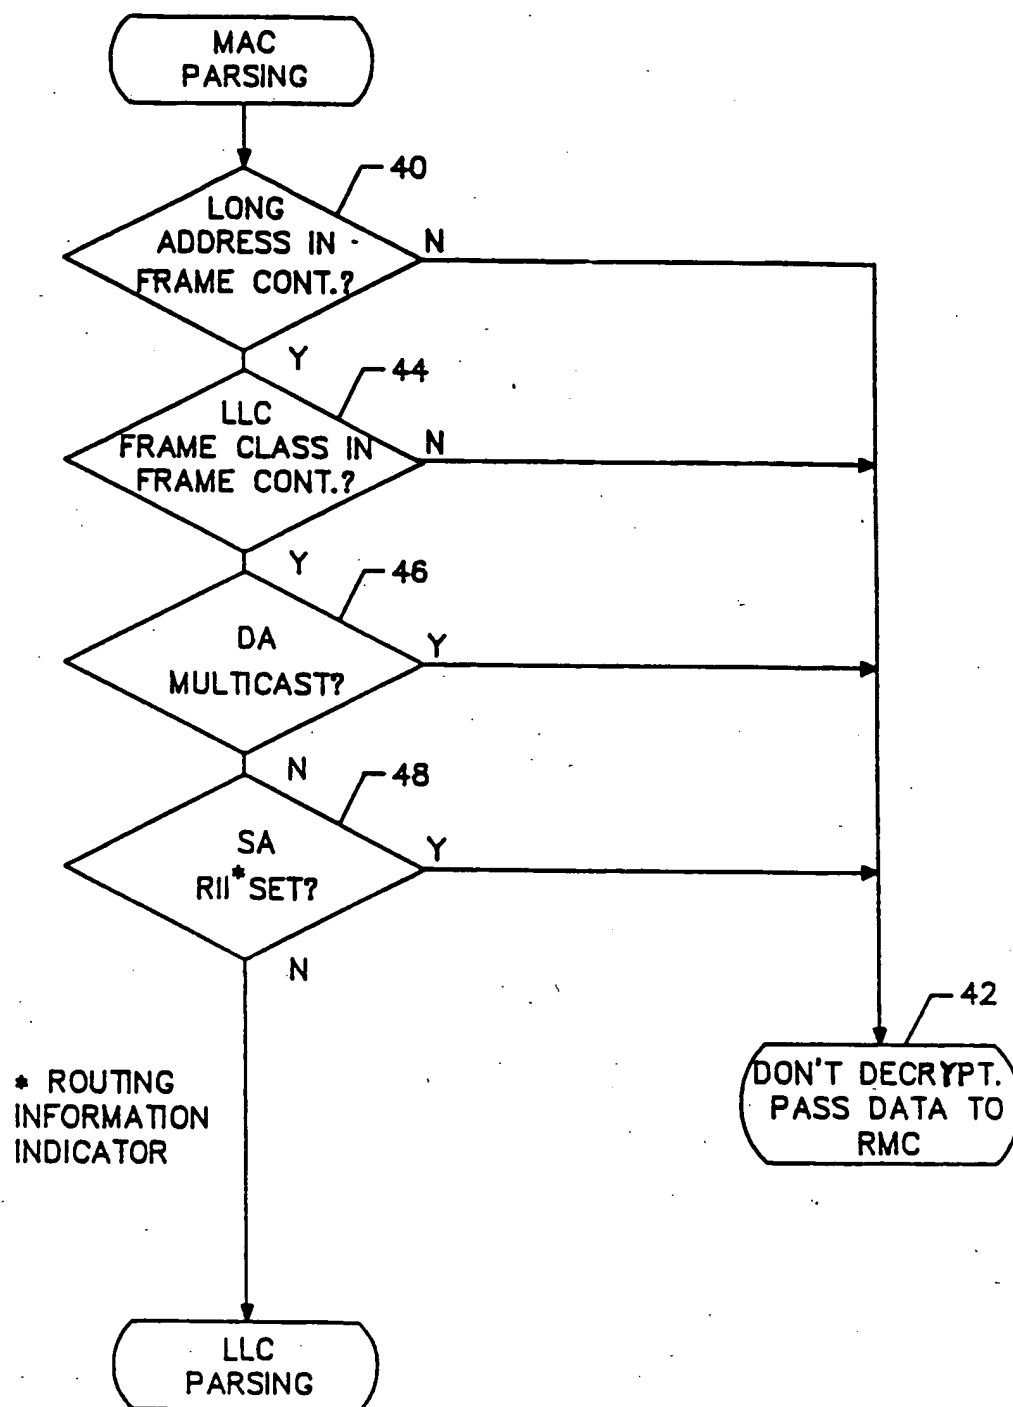 MAC
PARSING
40
LONG
ADDRESS IN
FRAME CONT.?
N
Y
44
LLC
FRAME CLASS IN
FRAME CONT.?
N
Y
46
DA
MULTICAST?
Y
N
48
SA
RII* SET?
Y
N
42
DON'T DECRYPT.
PASS DATA TO
RMC
* ROUTING
INFORMATION
INDICATOR
LLC
PARSING